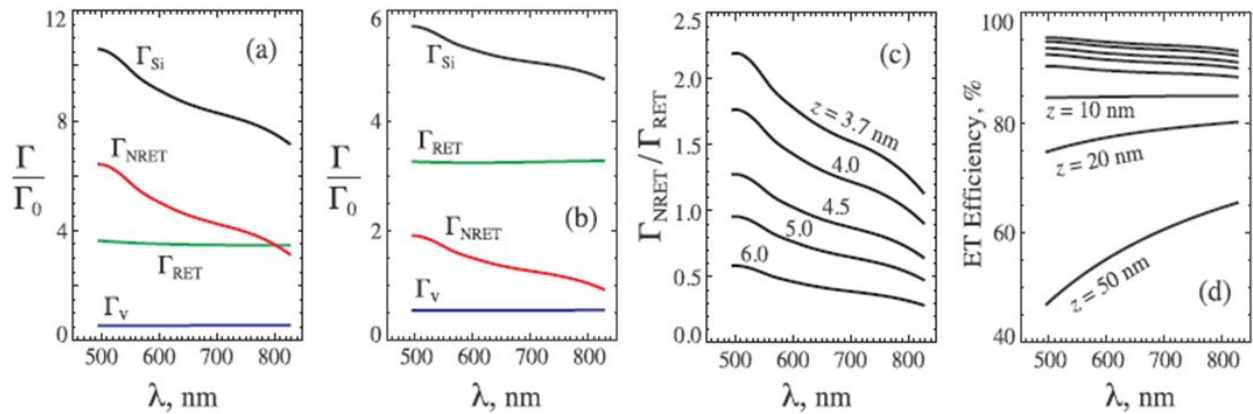 Γ/Γ₀
12
8
4
0
(a)
Γ_Si
Γ_NRET
Γ_RET
Γ_v
500 600 700 800
λ, nm
Γ/Γ₀
6
4
2
0
Γ_Si
Γ_RET
(b)
Γ_NRET
Γ_v
500 600 700 800
λ, nm
Γ_NRET / Γ_RET
2.5
2.0
1.5
1.0
0.5
0.0
(c)
z = 3.7 nm
4.0
4.5
5.0
6.0
500 600 700 800
λ, nm
ET Efficiency, %
100
80
60
40
z = 10 nm
z = 20 nm
z = 50 nm
(d)
500 600 700 800
λ, nm